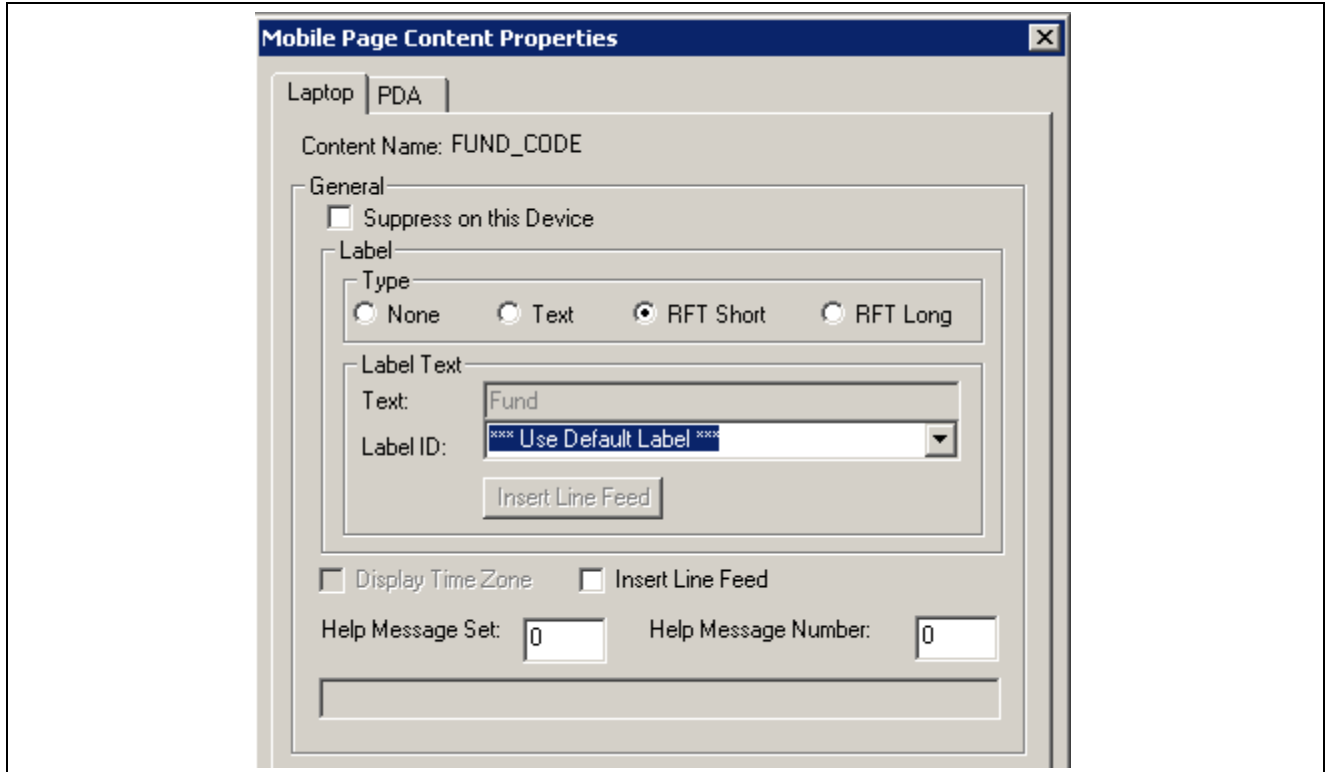 Mobile Page Content Properties
Laptop PDA
Content Name: FUND_CODE
General
Suppress on this Device
Label
Type
None Text RFT Short RFT Long
Label Text
Text: Fund
Label ID: *** Use Default Label ***
Insert Line Feed
Display Time Zone Insert Line Feed
Help Message Set: 0 Help Message Number: 0